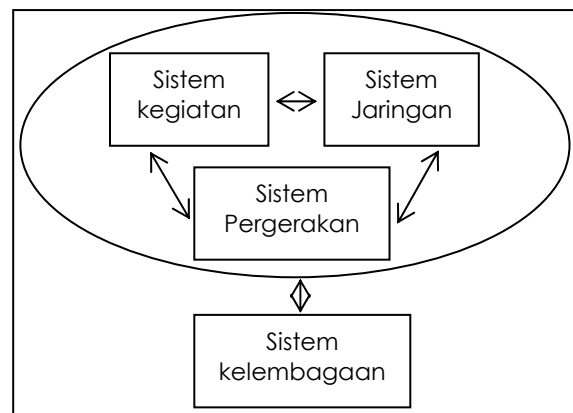 Sistem
kegiatan
Sistem
Jaringan
Sistem
Pergerakan
Sistem
kelembagaan